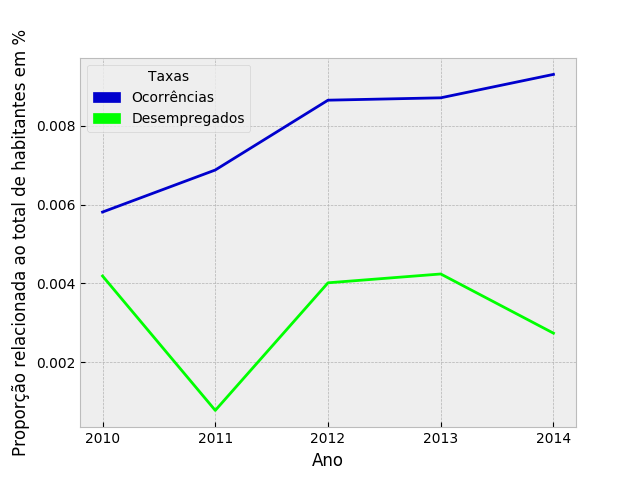 Proporção relacionada ao total de habitantes em %
Taxas
Ocorrências
Desempregados
0.008
0.006
0.004
0.002
2010 2011 2012 2013 2014
Ano